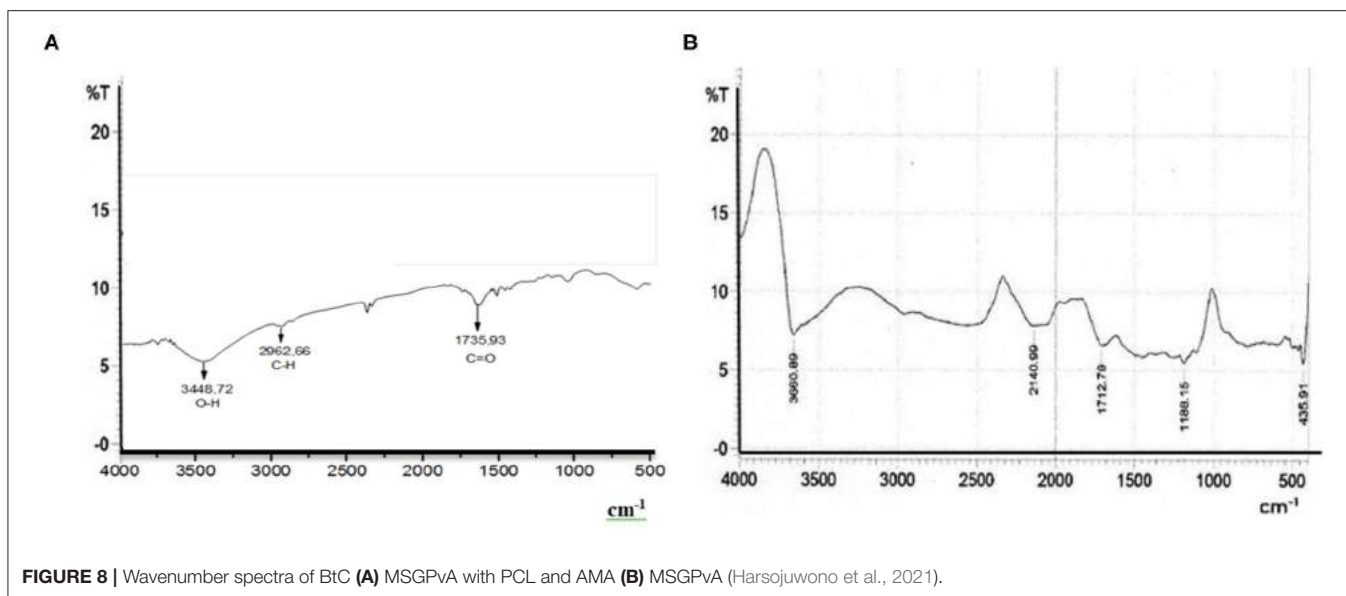 A
%T
20
15
10
5
-0
3448,72
O-H
2962,66
C-H
1735,93
C=O
4000 3500 3000 2500 2000 1500 1000 500
cm-1
B
%T
20
15
10
5
-0
3660.89
2140.99
1712.79
1188.15
435.91
4000 3500 3000 2500 2000 1500 1000 500
cm-1
FIGURE 8 | Wavenumber spectra of BtC (A) MSGPvA with PCL and AMA (B) MSGPvA (Harsojuwono et al., 2021).